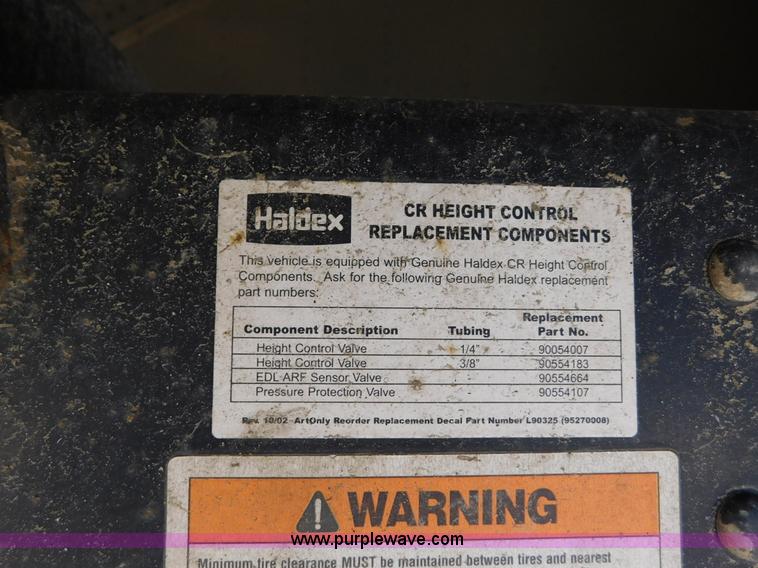 Haldex
CR HEIGHT CONTROL
REPLACEMENT COMPONENTS
This vehicle is equipped with Genuine Haldex CR Height Control
Components. Ask for the following Genuine Haldex replacement
part numbers:
Component Description Tubing Replacement Part No.
Height Control Valve 1/4" 90054007
Height Control Valve 3/8" 90554183
EDL ARF Sensor Valve - 90554664
Pressure Protection Valve - 90554107
Rev. 10/02 ArtOnly Reorder Replacement Decal Part Number L90325 (95270008)
WARNING
www.purplewave.com
Minimum tire clearance MUST be maintained between tires and nearest